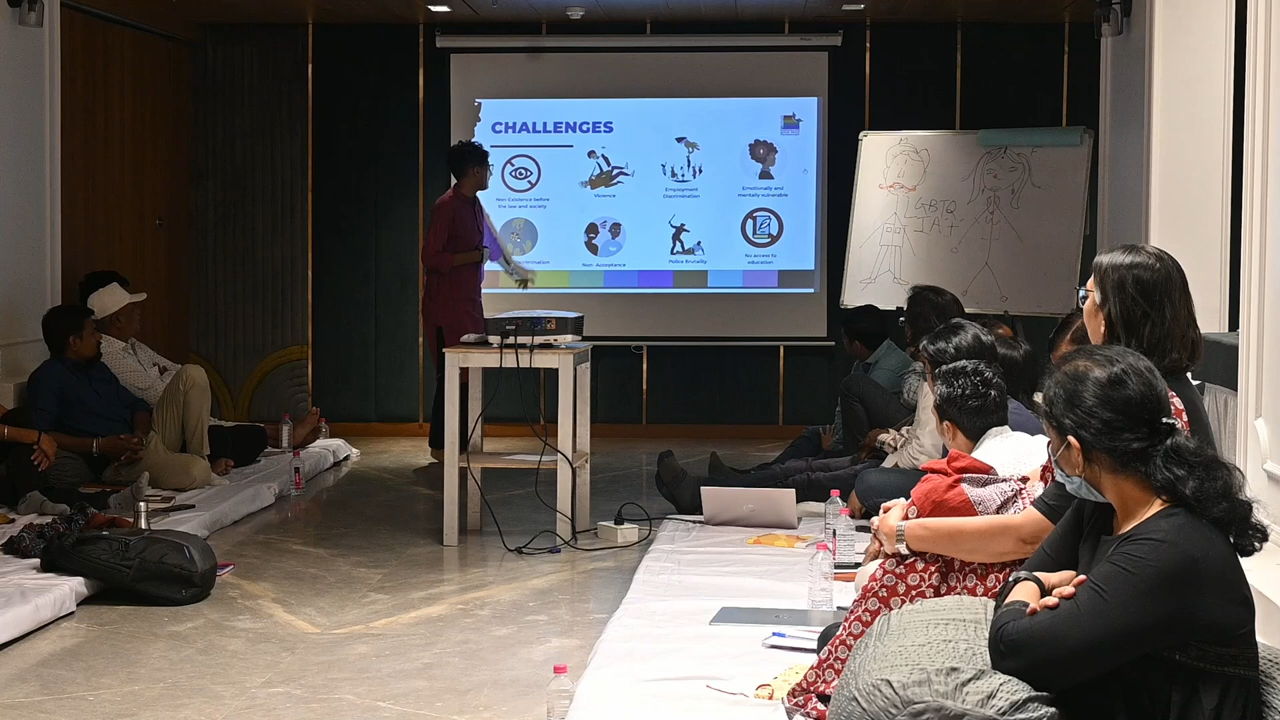 CHALLENGES
Non Existence before
the law and society
Violence
Employment
Discrimination
Emotionally and
mentally vulnerable
Non-Acceptance
Police Brutality
No access to
education
LGBTQ
IA+